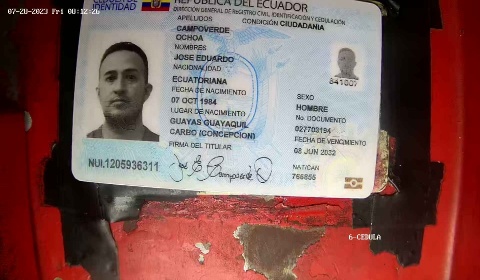 07-20-2023 Fri 08:12:26
REPÚBLICA DEL ECUADOR
IDENTIDAD
DIRECCIÓN GENERAL DE REGISTRO CIVIL, IDENTIFICACIÓN Y CEDULACIÓN
APELLIDOS
CONDICIÓN CIUDADANÍA
CAMPOVERDE
OCHOA
NOMBRES
JOSE EDUARDO
NACIONALIDAD
ECUATORIANA
FECHA DE NACIMIENTO
07 OCT 1984
LUGAR DE NACIMIENTO
GUAYAS GUAYAQUIL
CARBO (CONCEPCION)
FIRMA DEL TITULAR
SEXO
HOMBRE
No. DOCUMENTO
027703194
FECHA DE VENCIMIENTO
08 JUN 2032
NAT/CAN
766855
NUI.1205936311
6-CEDULA